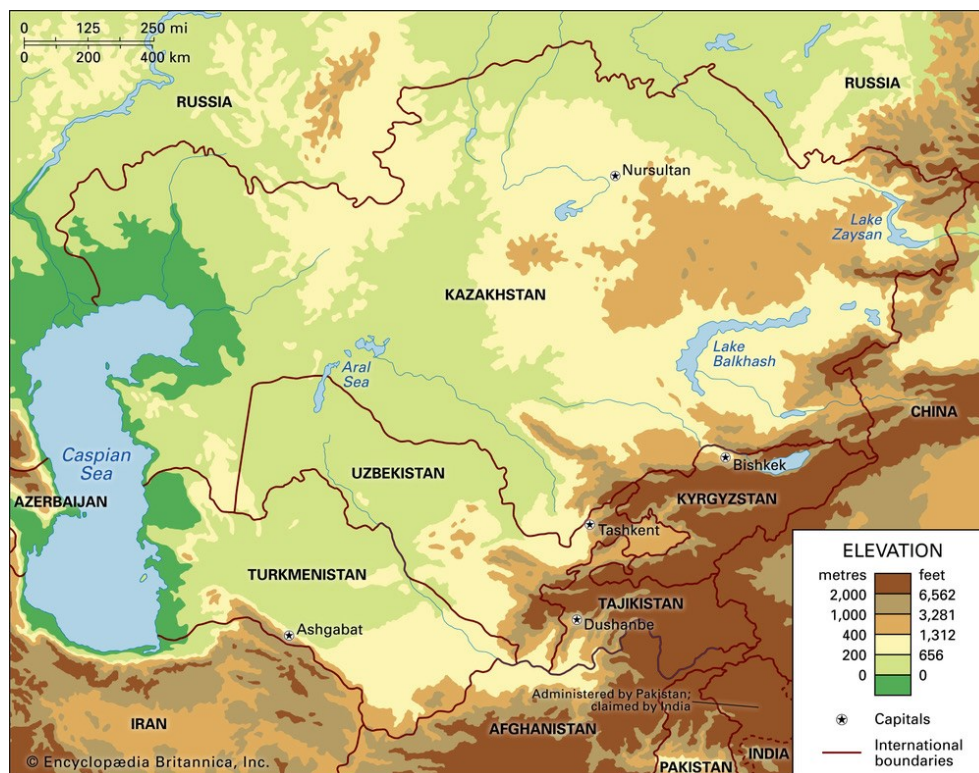 0 125 250 mi
0 200 400 km
RUSSIA
RUSSIA
Nursultan
Lake
Zaysan
KAZAKHSTAN
Aral
Sea
Lake
Balkhash
CHINA
Caspian
Sea
Bishkek
UZBEKISTAN
KYRGYZSTAN
AZERBAIJAN
Tashkent
TURKMENISTAN
TAJIKISTAN
Dushanbe
Ashgabat
Administered by Pakistan;
claimed by India
IRAN
AFGHANISTAN
PAKISTAN
INDIA
ELEVATION
metres feet
2,000 6,562
1,000 3,281
400 1,312
200 656
0 0
Capitals
International
boundaries
© Encyclopædia Britannica, Inc.